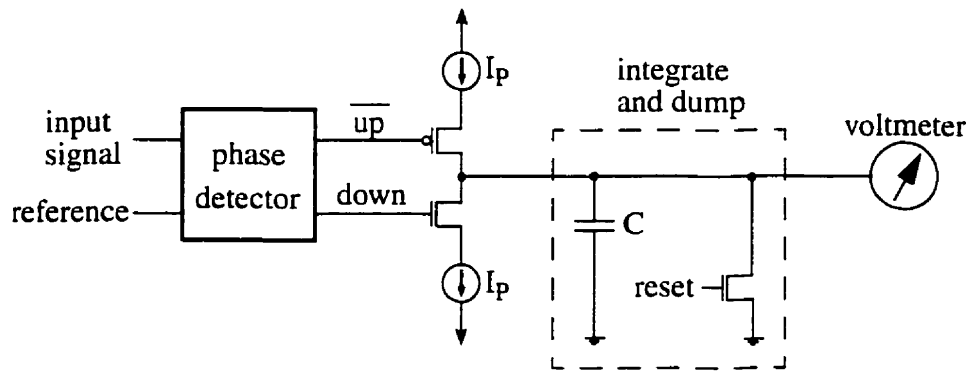 I_P
integrate
and dump
voltmeter
input
signal
up
phase
detector
reference
down
C
I_P
reset